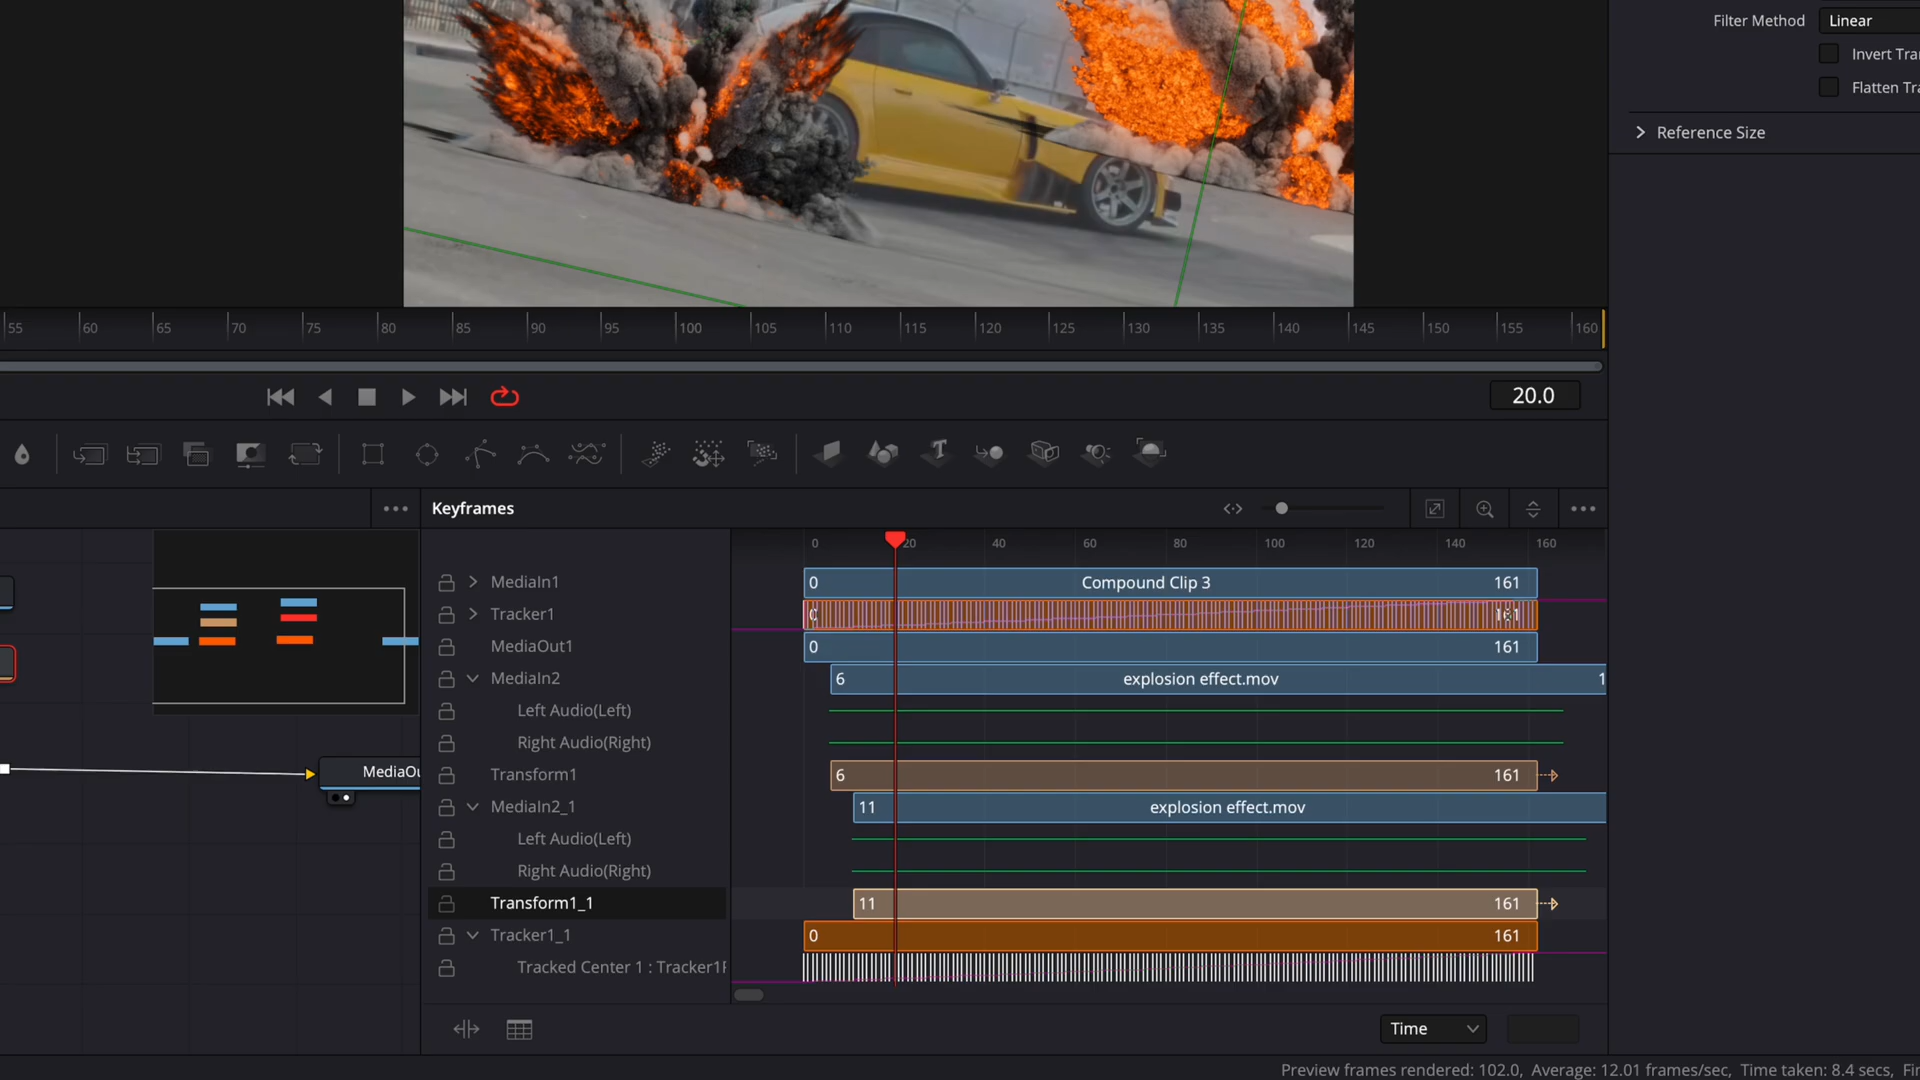 Filter Method Linear
Invert Tra
Flatten Tra
Reference Size
55 60 65 70 75 80 85 90 95 100 105 110 115 120 125 130 135 140 145 150 155 160
20.0
Keyframes
0 20 40 60 80 100 120 140 160
MediaIn1 0 Compound Clip 3 161
Tracker1 0 161
MediaOut1 0 161
MediaIn2 6 explosion effect.mov 1
Left Audio(Left)
Right Audio(Right)
MediaOu
Transform1 6 161
MediaIn2_1 11 explosion effect.mov
Left Audio(Left)
Right Audio(Right)
Transform1_1 11 161
Tracker1_1 0 161
Tracked Center 1 : Tracker1F
Time
Preview frames rendered: 102.0, Average: 12.01 frames/sec, Time taken: 8.4 secs, Fi